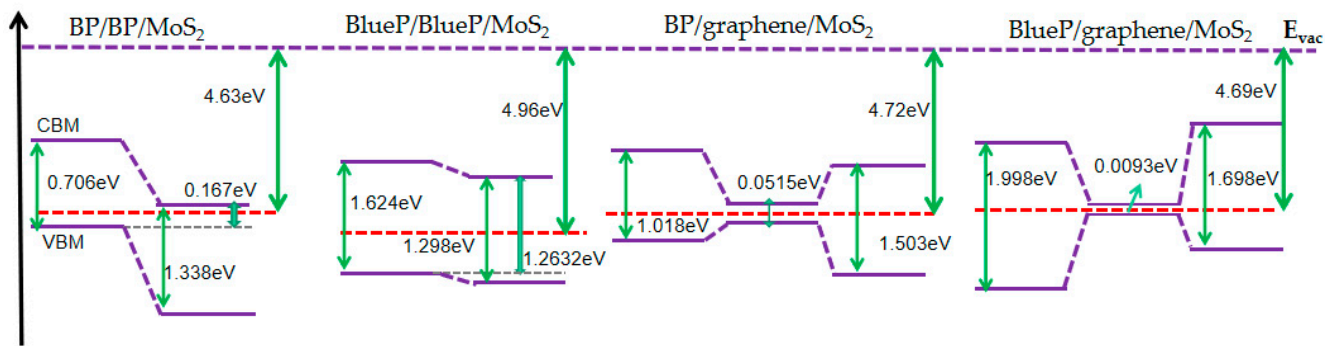 BP/BP/MoS₂
BlueP/BlueP/MoS₂
BP/graphene/MoS₂
BlueP/graphene/MoS₂
Evac
4.63eV
4.96eV
4.72eV
4.69eV
CBM
0.706eV
0.167eV
VBM
1.338eV
1.624eV
1.298eV
1.2632eV
0.0515eV
1.018eV
1.503eV
1.998eV
0.0093eV
1.698eV